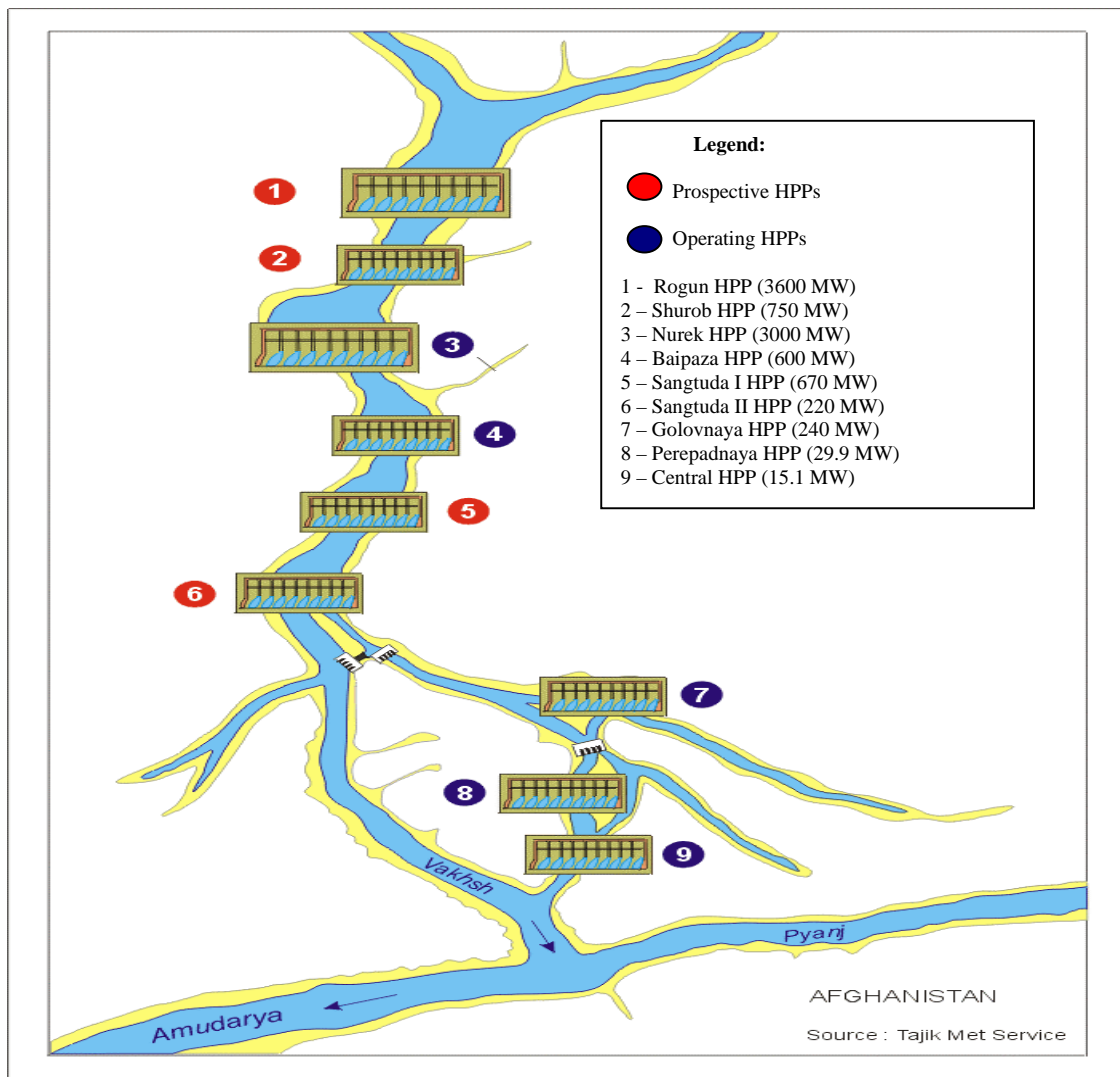 Legend:
Prospective HPPs
Operating HPPs
1 - Rogun HPP (3600 MW)
2 – Shurob HPP (750 MW)
3 – Nurek HPP (3000 MW)
4 – Baipaza HPP (600 MW)
5 – Sangtuda I HPP (670 MW)
6 – Sangtuda II HPP (220 MW)
7 – Golovnaya HPP (240 MW)
8 – Perepadnaya HPP (29.9 MW)
9 – Central HPP (15.1 MW)
1
2
3
4
5
6
7
8
9
Vakhsh
Pyanj
Amudarya
AFGHANISTAN
Source : Tajik Met Service